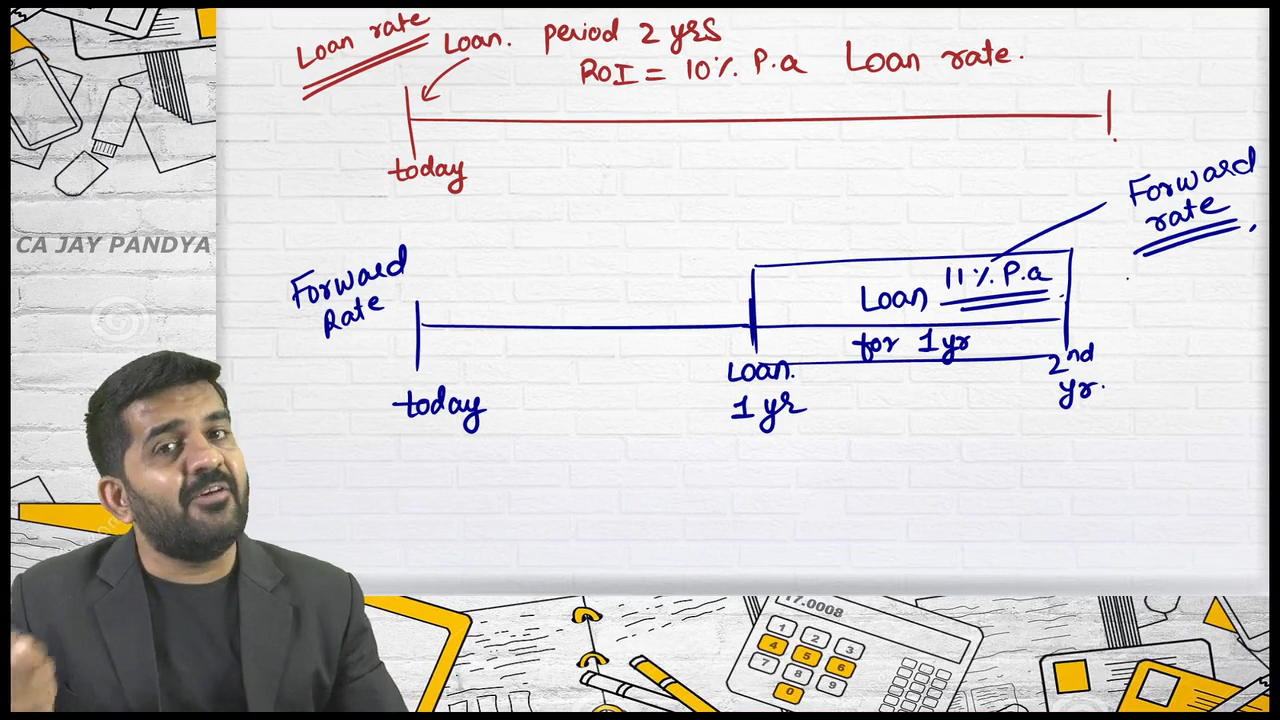 Loan rate
Loan. period 2 yrs
ROI = 10% P.a Loan rate.
today
CA JAY PANDYA
Forward
rate
Forward
Rate
Loan 11% P.a
for 1 yr
today
Loan.
1 yr
2nd
yr.
17.0008
1 2 3
4 5 6
7 8 9
0